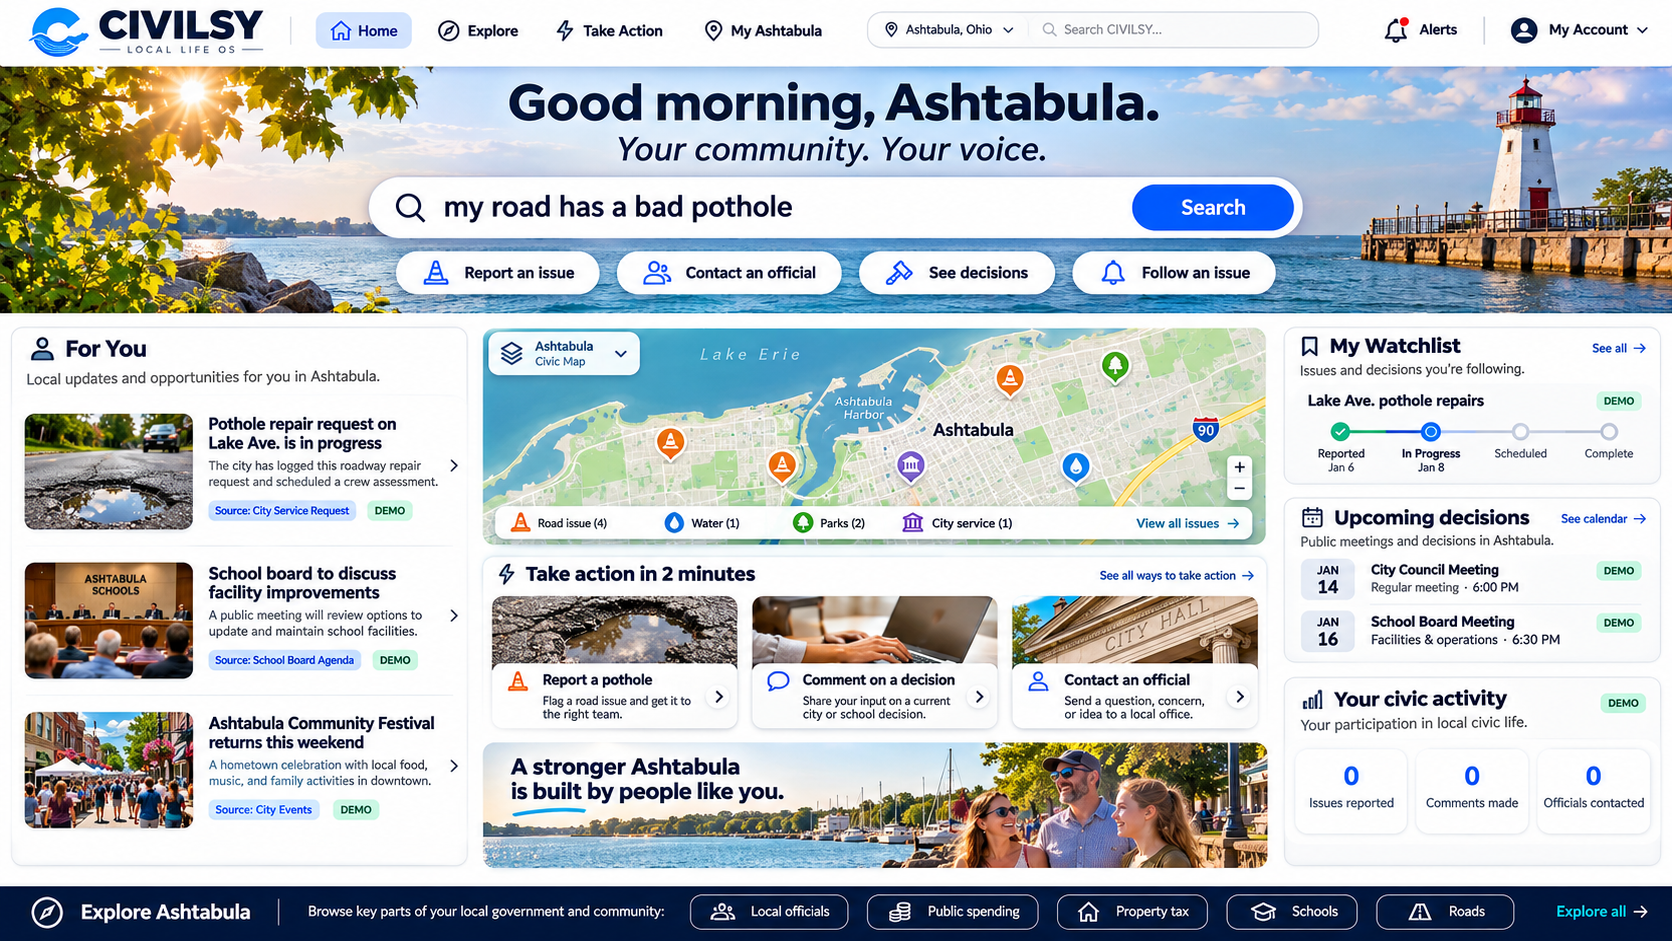 CIVILSY
LOCAL LIFE OS
Home
Explore
Take Action
My Ashtabula
Ashtabula, Ohio
Search CIVILSY...
Alerts
My Account
Good morning, Ashtabula.
Your community. Your voice.
my road has a bad pothole
Search
Report an issue
Contact an official
See decisions
Follow an issue
For You
Local updates and opportunities for you in Ashtabula.
Pothole repair request on
Lake Ave. is in progress
The city has logged this roadway repair
request and scheduled a crew assessment.
Source: City Service Request
DEMO
ASHTABULA
SCHOOLS
School board to discuss
facility improvements
A public meeting will review options to
update and maintain school facilities.
Source: School Board Agenda
DEMO
Ashtabula Community Festival
returns this weekend
A hometown celebration with local food,
music, and family activities in downtown.
Source: City Events
DEMO
Ashtabula
Civic Map
Lake Erie
Ashtabula
Harbor
Ashtabula
90
+
−
Road issue (4)
Water (1)
Parks (2)
City service (1)
View all issues
Take action in 2 minutes
See all ways to take action
Report a pothole
Flag a road issue and get it to
the right team.
Comment on a decision
Share your input on a current
city or school decision.
CITY HALL
Contact an official
Send a question, concern,
or idea to a local office.
A stronger Ashtabula
is built by people like you.
My Watchlist
See all
Issues and decisions you're following.
Lake Ave. pothole repairs
DEMO
Reported
Jan 6
In Progress
Jan 8
Scheduled
Complete
Upcoming decisions
See calendar
Public meetings and decisions in Ashtabula.
JAN
14
City Council Meeting
Regular meeting · 6:00 PM
DEMO
JAN
16
School Board Meeting
Facilities & operations · 6:30 PM
DEMO
Your civic activity
DEMO
Your participation in local civic life.
0
Issues reported
0
Comments made
0
Officials contacted
Explore Ashtabula
Browse key parts of your local government and community:
Local officials
Public spending
Property tax
Schools
Roads
Explore all